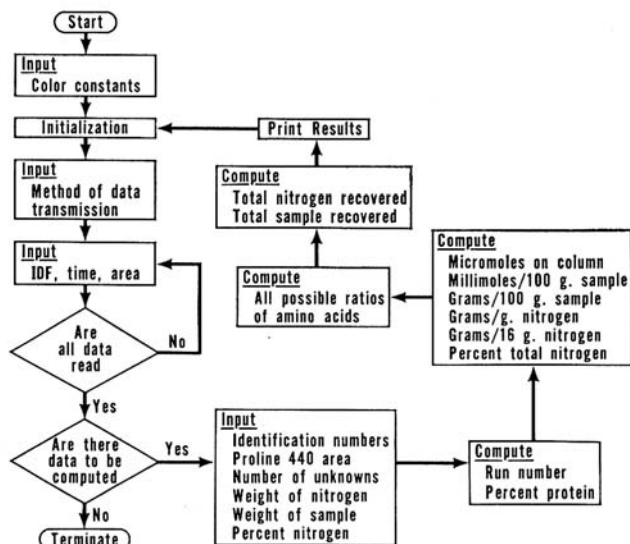 Start
Input
Color constants
Initialization
Print Results
Input
Method of data
transmission
Compute
Total nitrogen recovered
Total sample recovered
Input
IDF, time, area
Compute
All possible ratios
of amino acids
Compute
Micromoles on column
Millimoles/100 g. sample
Grams/100 g. sample
Grams/g. nitrogen
Grams/16 g. nitrogen
Percent total nitrogen
Are
all data
read
No
Yes
Are there
data to be
computed
Yes
Input
Identification numbers
Proline 440 area
Number of unknowns
Weight of nitrogen
Weight of sample
Percent nitrogen
Compute
Run number
Percent protein
No
Terminate